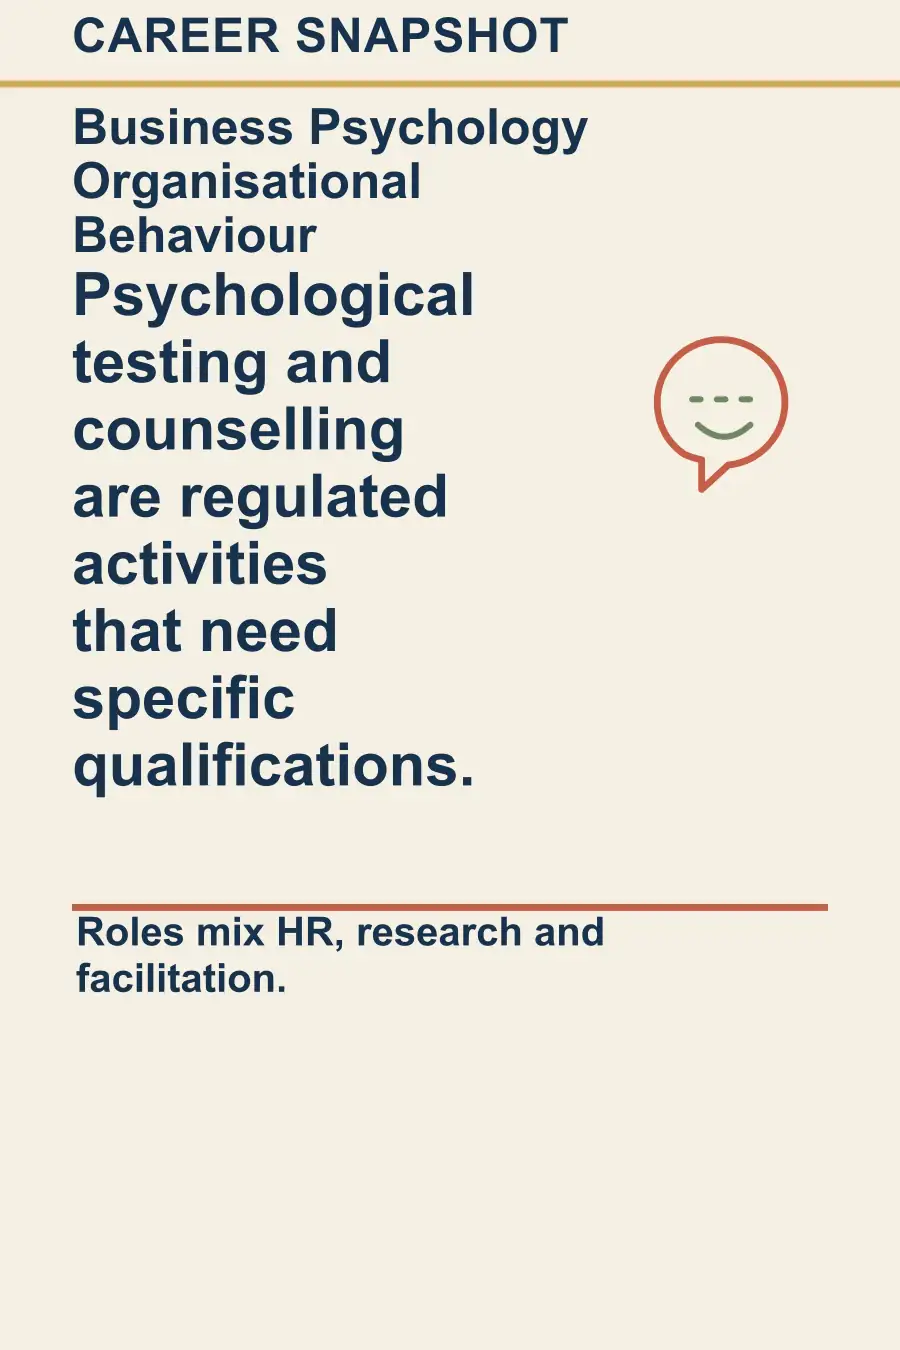 CAREER SNAPSHOT
Business Psychology
Organisational
Behaviour
Psychological
testing and
counselling
are regulated
activities
that need
specific
qualifications.
Roles mix HR, research and
facilitation.